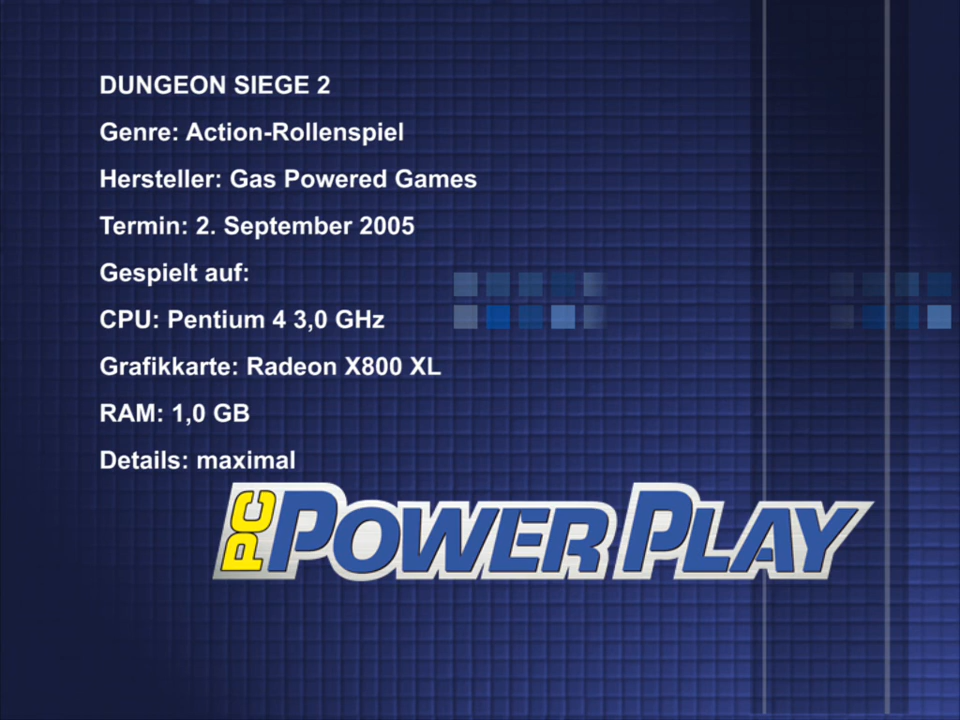 DUNGEON SIEGE 2
Genre: Action-Rollenspiel
Hersteller: Gas Powered Games
Termin: 2. September 2005
Gespielt auf:
CPU: Pentium 4 3,0 GHz
Grafikkarte: Radeon X800 XL
RAM: 1,0 GB
Details: maximal
PC POWER PLAY